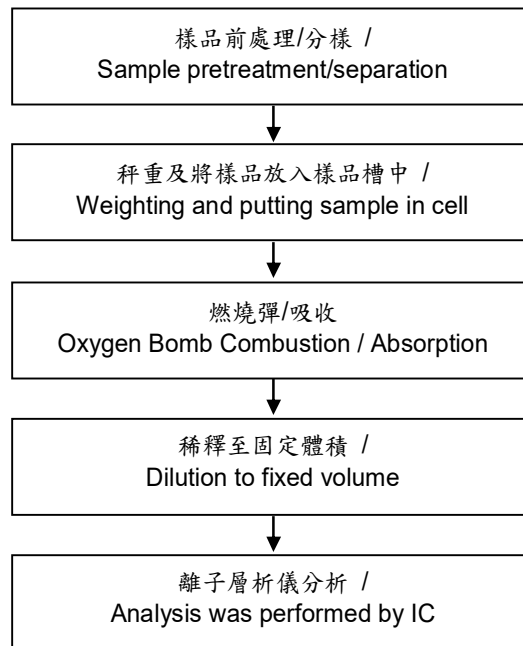 樣品前處理/分樣 /
Sample pretreatment/separation
秤重及將樣品放入樣品槽中 /
Weighting and putting sample in cell
燃燒彈/吸收
Oxygen Bomb Combustion / Absorption
稀釋至固定體積 /
Dilution to fixed volume
離子層析儀分析 /
Analysis was performed by IC